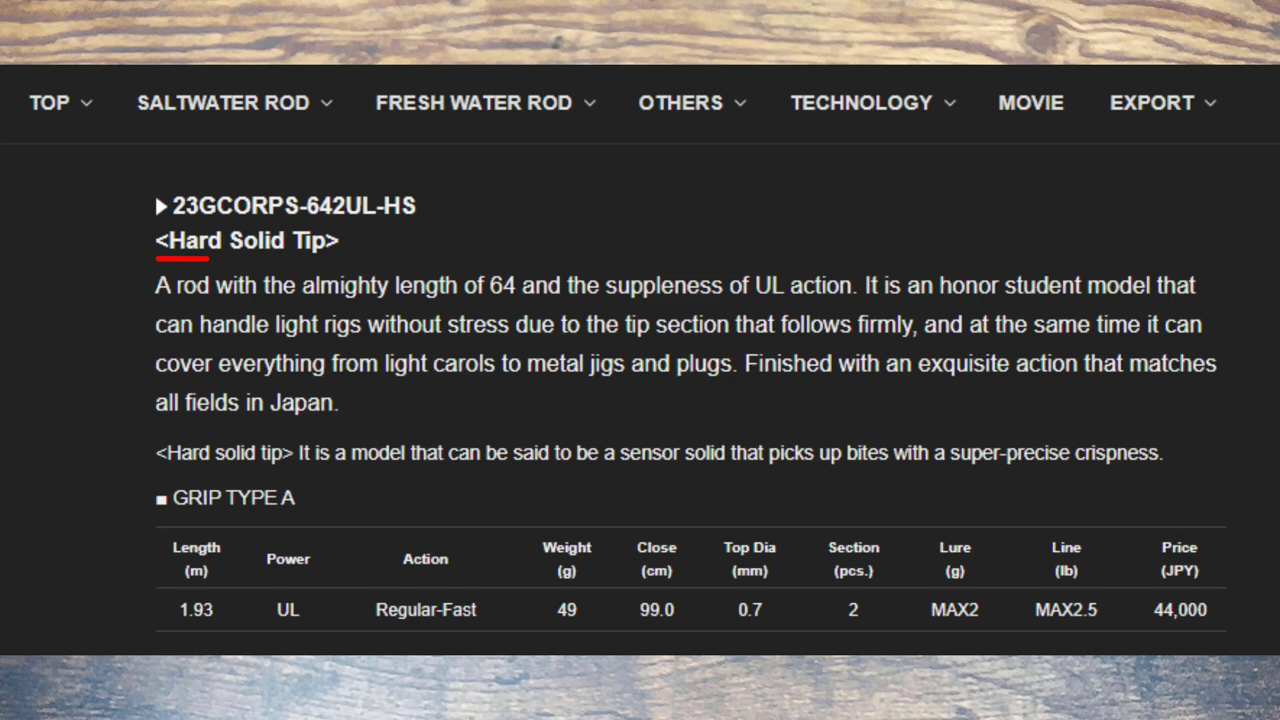 TOP SALTWATER ROD FRESH WATER ROD OTHERS TECHNOLOGY MOVIE EXPORT
23GCORPS-642UL-HS
<Hard Solid Tip>
A rod with the almighty length of 64 and the suppleness of UL action. It is an honor student model that
can handle light rigs without stress due to the tip section that follows firmly, and at the same time it can
cover everything from light carols to metal jigs and plugs. Finished with an exquisite action that matches
all fields in Japan.
<Hard solid tip> It is a model that can be said to be a sensor solid that picks up bites with a super-precise crispness.
■ GRIP TYPE A
Length (m) Power Action Weight (g) Close (cm) Top Dia (mm) Section (pcs.) Lure (g) Line (lb) Price (JPY)
1.93 UL Regular-Fast 49 99.0 0.7 2 MAX2 MAX2.5 44,000